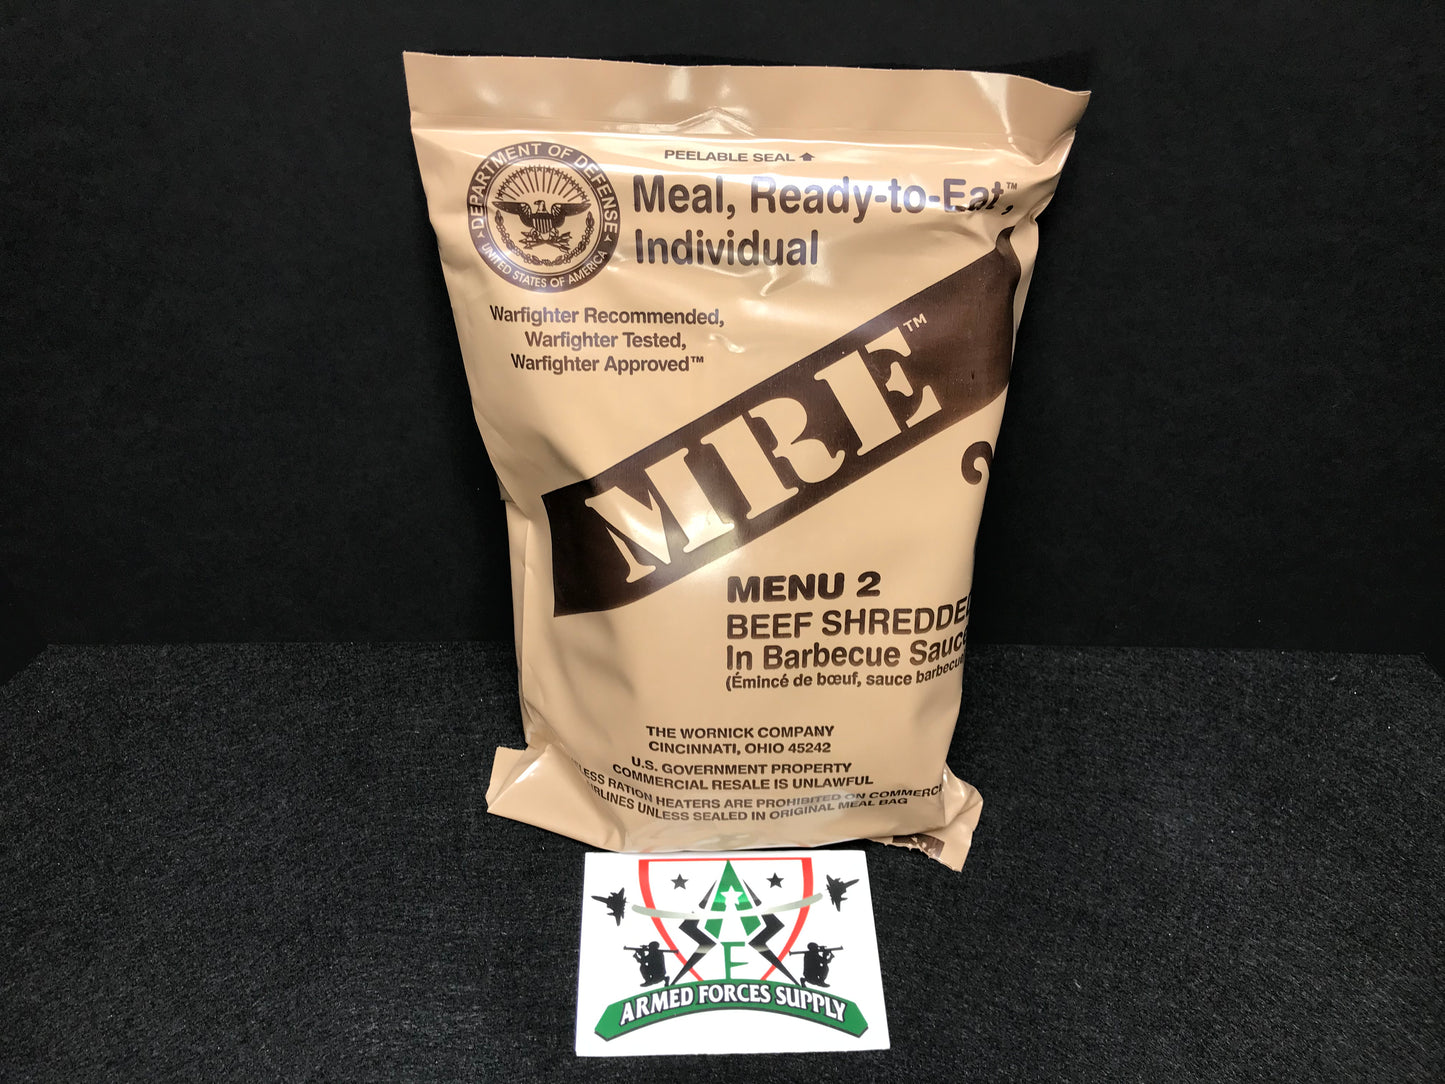 PEELABLE SEAL
DEPARTMENT OF DEFENSE
UNITED STATES OF AMERICA
Meal, Ready-to-Eat™,
Individual
Warfighter Recommended,
Warfighter Tested,
Warfighter Approved™
MRE™
2
MENU 2
BEEF SHREDDED
In Barbecue Sauce
(Émincé de bœuf, sauce barbecue
THE WORNICK COMPANY
CINCINNATI, OHIO 45242
U.S. GOVERNMENT PROPERTY
COMMERCIAL RESALE IS UNLAWFUL
RATION HEATERS ARE PROHIBITED ON
UNLESS SEALED IN ORIGINAL MEAL BAG
AF
ARMED FORCES SUPPLY